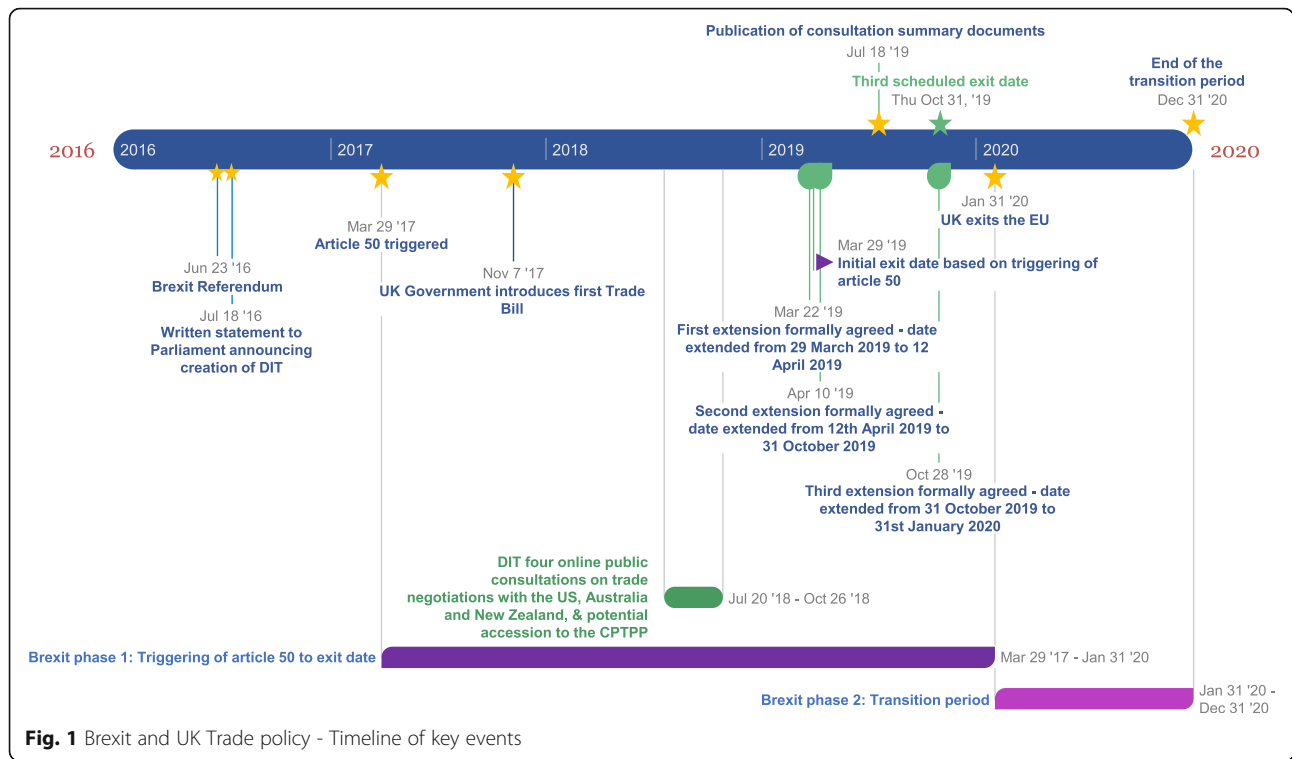 Publication of consultation summary documents
Jul 18 '19
Third scheduled exit date
Thu Oct 31, '19
End of the
transition period
Dec 31 '20
2016
2016
2017
2018
2019
2020
2020
Jun 23 '16
Brexit Referendum
Jul 18 '16
Written statement to
Parliament announcing
creation of DIT
Mar 29 '17
Article 50 triggered
Nov 7 '17
UK Government introduces first Trade
Bill
Jan 31 '20
UK exits the EU
Mar 29 '19
Initial exit date based on triggering of
article 50
Mar 22 '19
First extension formally agreed - date
extended from 29 March 2019 to 12
April 2019
Apr 10 '19
Second extension formally agreed -
date extended from 12th April 2019 to
31 October 2019
Oct 28 '19
Third extension formally agreed - date
extended from 31 October 2019 to
31st January 2020
DIT four online public
consultations on trade
negotiations with the US, Australia
and New Zealand, & potential
accession to the CPTPP
Jul 20 '18 - Oct 26 '18
Brexit phase 1: Triggering of article 50 to exit date
Mar 29 '17 - Jan 31 '20
Brexit phase 2: Transition period
Jan 31 '20 -
Dec 31 '20
Fig. 1 Brexit and UK Trade policy - Timeline of key events